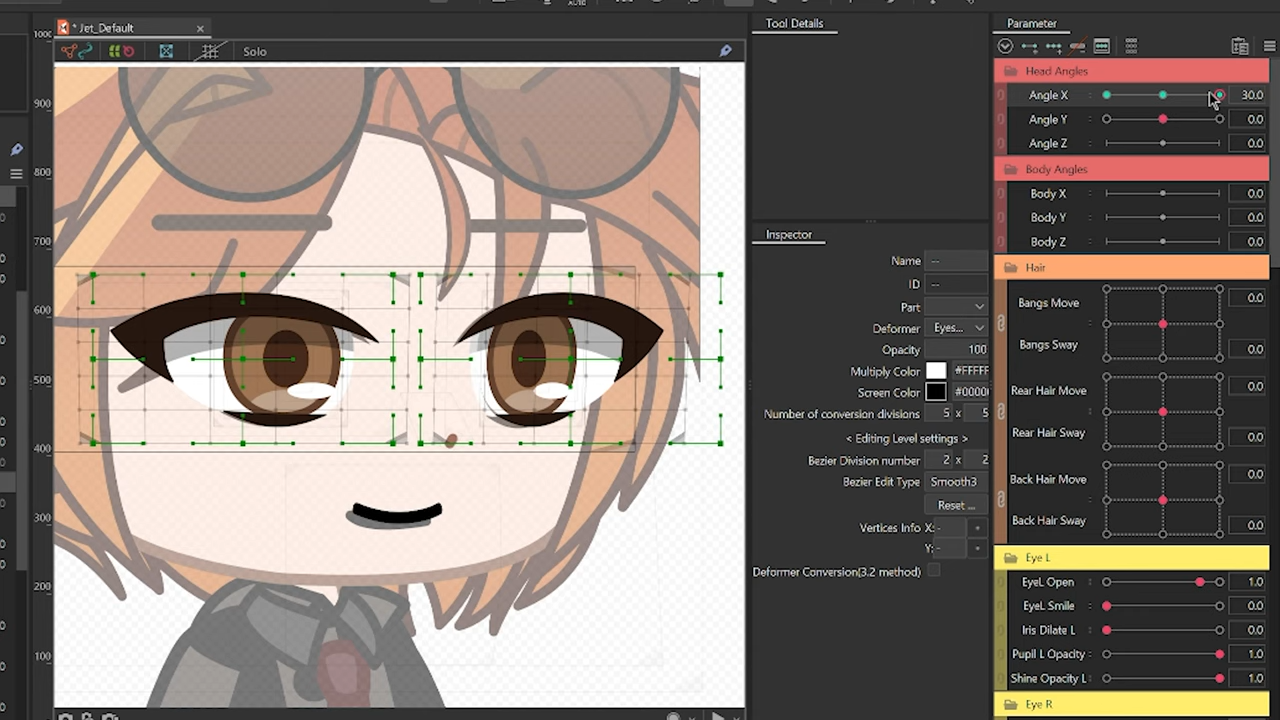 * Jet_Default
Solo
1000
900
800
700
600
500
400
300
200
100
Tool Details
Inspector
Name --
ID --
Part
Deformer Eyes...
Opacity 100
Multiply Color #FFFFF
Screen Color #0000
Number of conversion divisions 5 x 5
< Editing Level settings >
Bezier Division number 2 x 2
Bezier Edit Type Smooth3
Reset ...
Vertices Info X: -
Y: -
Deformer Conversion(3.2 method)
Parameter
Head Angles
Angle X 30.0
Angle Y 0.0
Angle Z 0.0
Body Angles
Body X 0.0
Body Y 0.0
Body Z 0.0
Hair
Bangs Move 0.0
Bangs Sway 0.0
Rear Hair Move 0.0
Rear Hair Sway 0.0
Back Hair Move 0.0
Back Hair Sway 0.0
Eye L
EyeL Open 1.0
EyeL Smile 0.0
Iris Dilate L 0.0
Pupil L Opacity 1.0
Shine Opacity L 1.0
Eye R